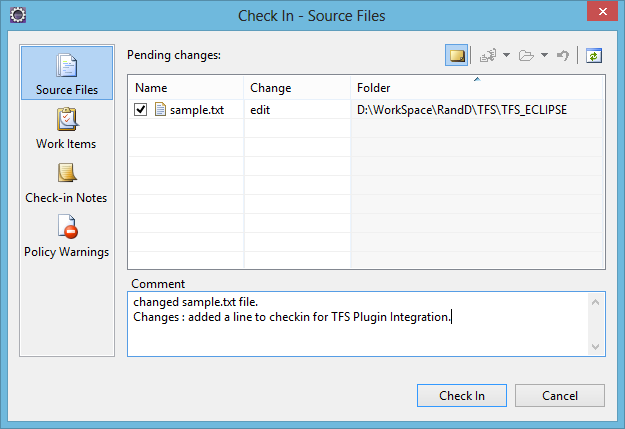 Check In - Source Files
Source Files
Work Items
Check-in Notes
Policy Warnings
Pending changes:
Name Change Folder
sample.txt edit D:\WorkSpace\RandD\TFS\TFS_ECLIPSE
Comment
changed sample.txt file.
Changes : added a line to checkin for TFS Plugin Integration.
Check In Cancel